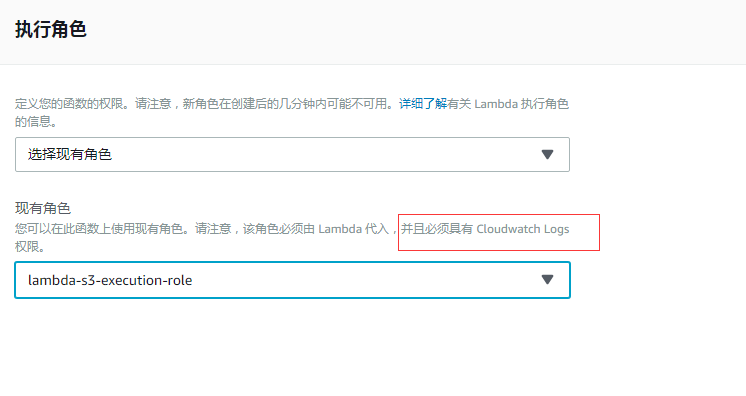 执行角色
定义您的函数的权限。请注意，新角色在创建后的几分钟内可能不可用。详细了解有关 Lambda 执行角色
的信息。
选择现有角色
现有角色
您可以在此函数上使用现有角色。请注意，该角色必须由 Lambda 代入，并且必须具有 Cloudwatch Logs
权限。
lambda-s3-execution-role